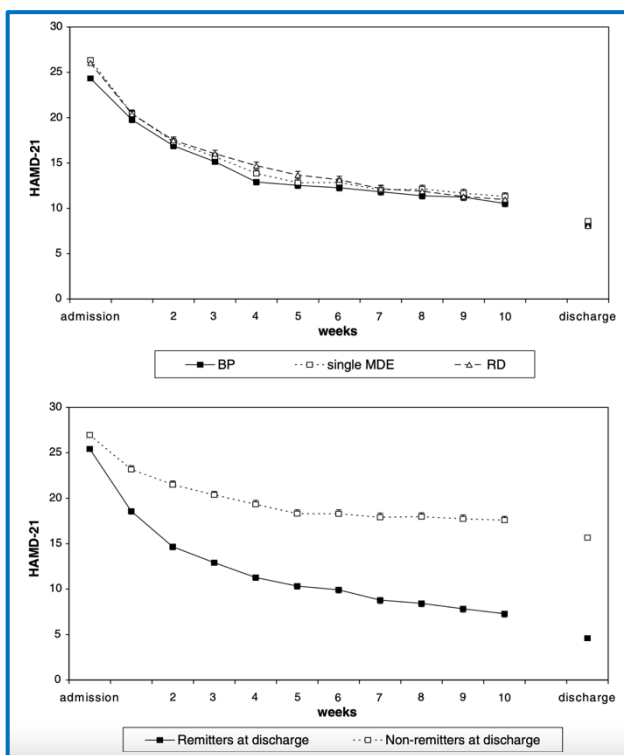 30
25
20
15
10
5
0
HAMD-21
admission 2 3 4 5 6 7 8 9 10 discharge
weeks
BP single MDE RD
30
25
20
15
10
5
0
HAMD-21
admission 2 3 4 5 6 7 8 9 10 discharge
weeks
Remitters at discharge Non-remitters at discharge